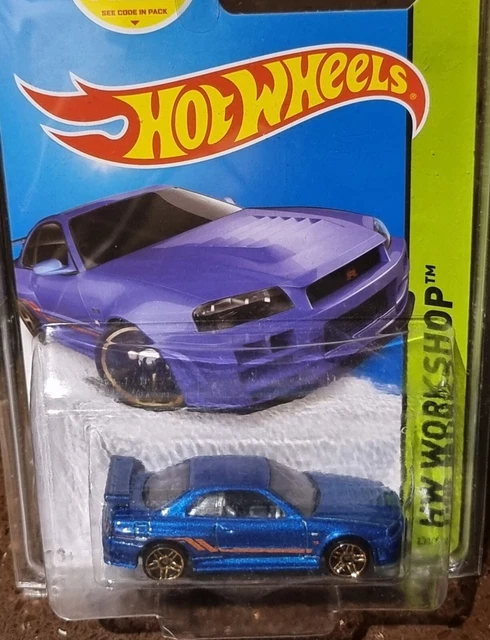 SEE CODE IN PACK
HOT WHEELS®
HW WORKSHOP™